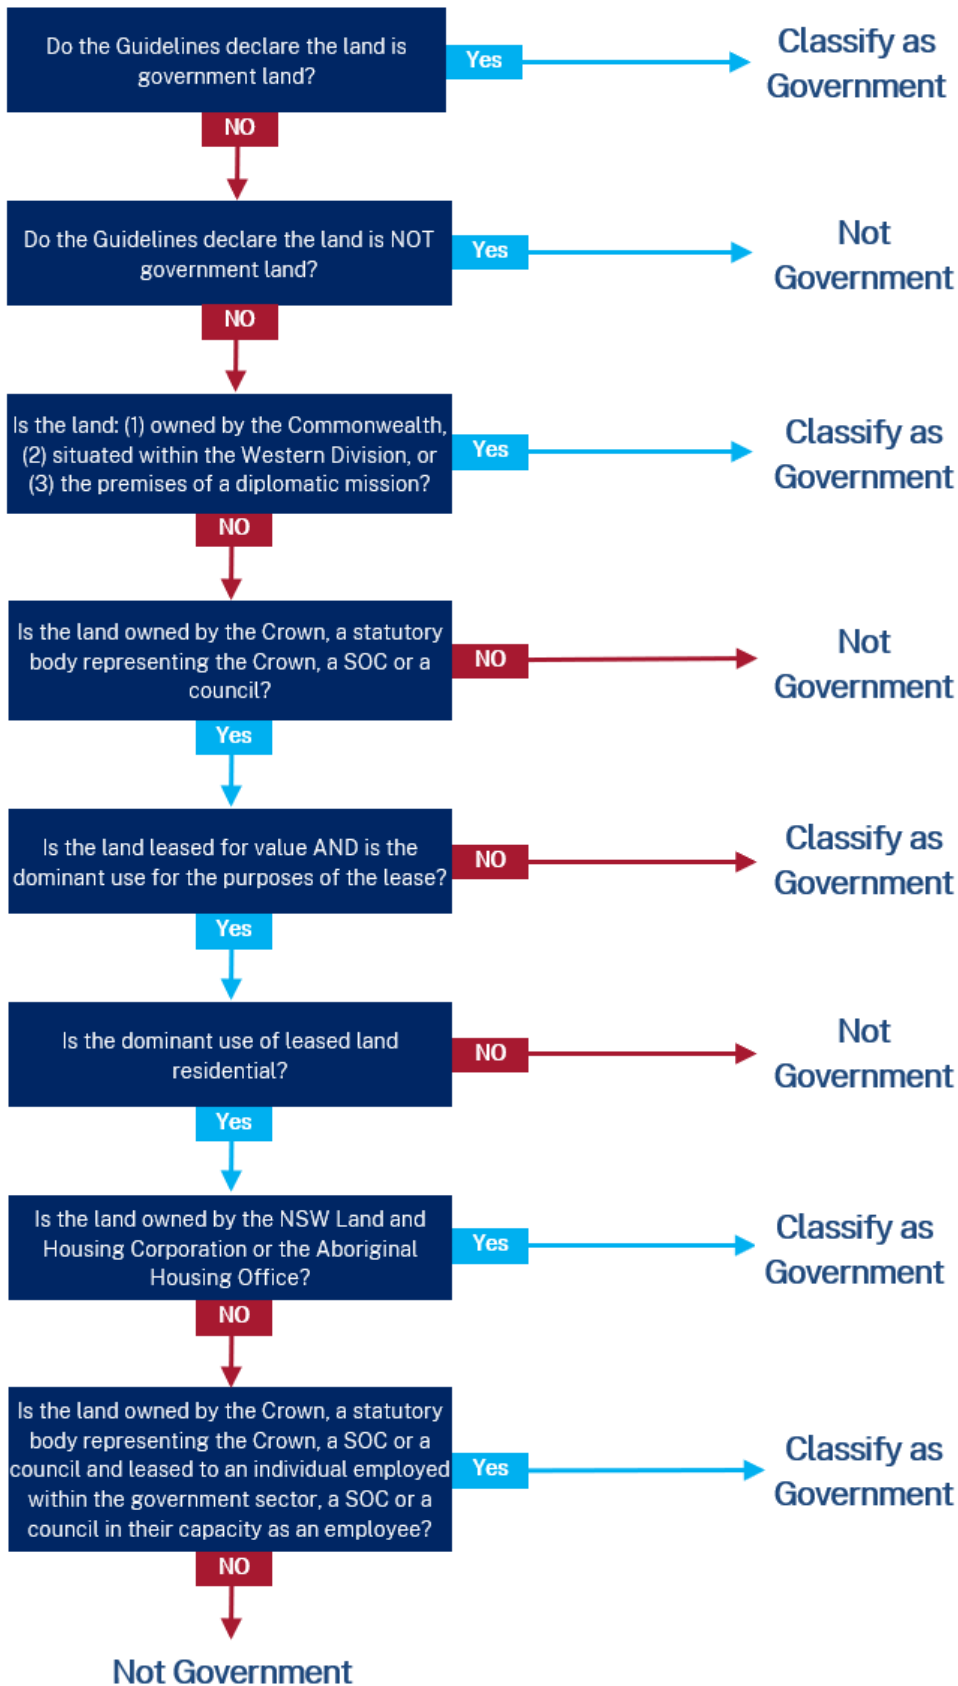 Do the Guidelines declare the land is
government land?
Yes
Classify as
Government
NO
Do the Guidelines declare the land is NOT
government land?
Yes
Not
Government
NO
Is the land: (1) owned by the Commonwealth,
(2) situated within the Western Division, or
(3) the premises of a diplomatic mission?
Yes
Classify as
Government
NO
Is the land owned by the Crown, a statutory
body representing the Crown, a SOC or a
council?
NO
Not
Government
Yes
Is the land leased for value AND is the
dominant use for the purposes of the lease?
NO
Classify as
Government
Yes
Is the dominant use of leased land
residential?
NO
Not
Government
Yes
Is the land owned by the NSW Land and
Housing Corporation or the Aboriginal
Housing Office?
Yes
Classify as
Government
NO
Is the land owned by the Crown, a statutory
body representing the Crown, a SOC or a
council and leased to an individual employed
within the government sector, a SOC or a
council in their capacity as an employee?
Yes
Classify as
Government
NO
Not Government